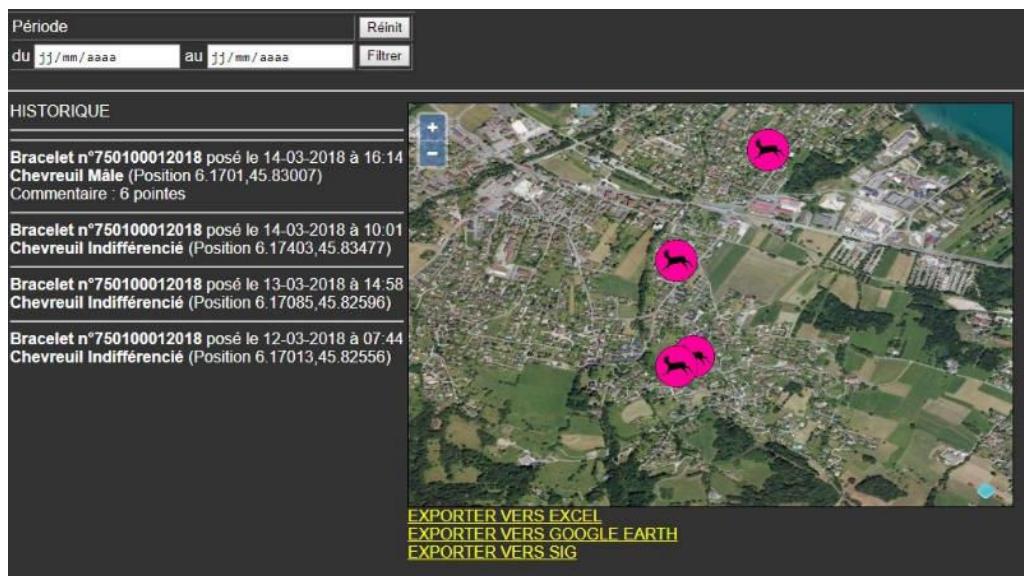 Période Réinit
du jj/mm/aaaa au jj/mm/aaaa Filtrer
HISTORIQUE
Bracelet n°750100012018 posé le 14-03-2018 à 16:14
Chevreuil Mâle (Position 6.1701,45.83007)
Commentaire : 6 pointes
Bracelet n°750100012018 posé le 14-03-2018 à 10:01
Chevreuil Indifférencié (Position 6.17403,45.83477)
Bracelet n°750100012018 posé le 13-03-2018 à 14:58
Chevreuil Indifférencié (Position 6.17085,45.82596)
Bracelet n°750100012018 posé le 12-03-2018 à 07:44
Chevreuil Indifférencié (Position 6.17013,45.82556)
+
−
EXPORTER VERS EXCEL
EXPORTER VERS GOOGLE EARTH
EXPORTER VERS SIG